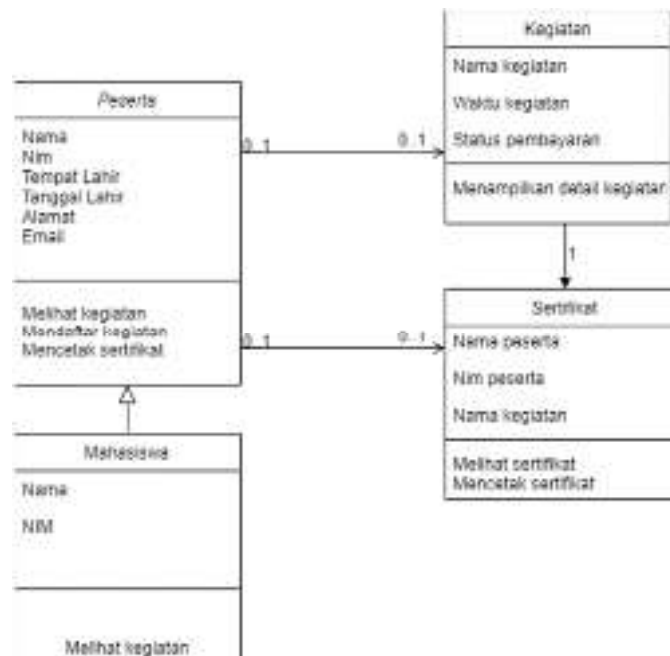 Kegiatan
Nama kegiatan
Waktu kegiatan
Status pembayaran
Menampilkan detail kegiatan
Peserta
Nama
Nim
Tempat Lahir
Tanggal Lahir
Alamat
Email
Melihat kegiatan
Mendaftar kegiatan
Mencetak sertifikat
0..1
0..1
0..1
0..1
1
Sertifikat
Nama peserta
Nim peserta
Nama kegiatan
Melihat sertifikat
Mencetak sertifikat
Mahasiswa
Nama
NIM
Melihat kegiatan